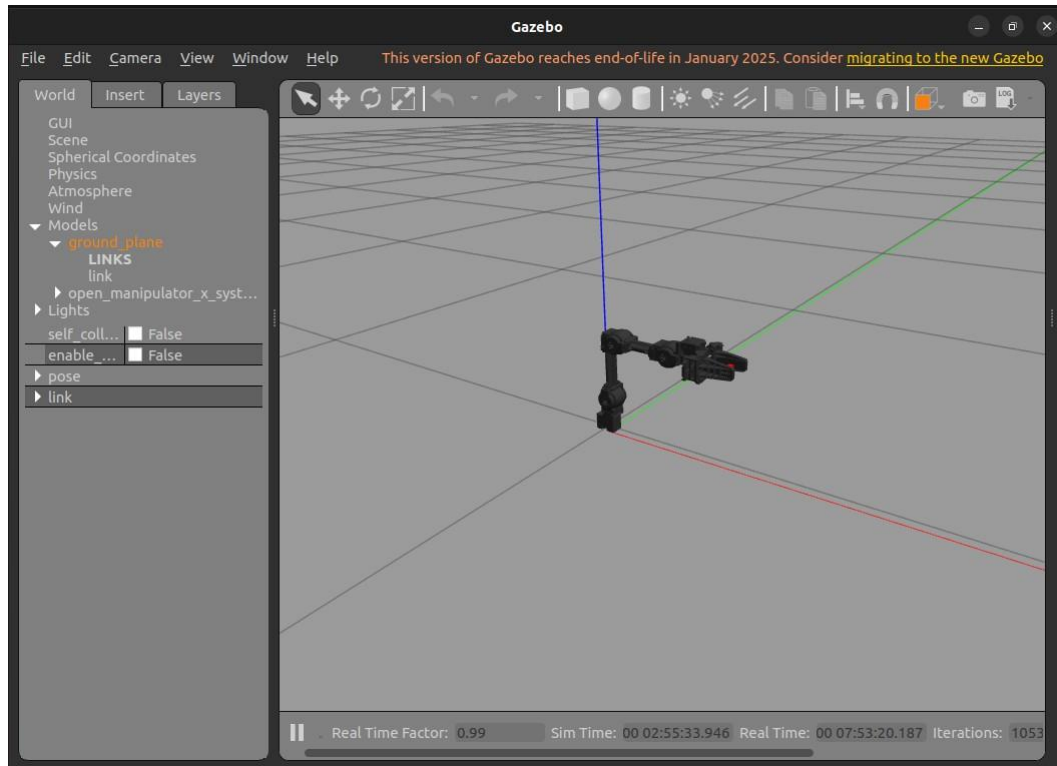 Gazebo
File Edit Camera View Window Help This version of Gazebo reaches end-of-life in January 2025. Consider migrating to the new Gazebo
World Insert Layers
LOG
GUI
Scene
Spherical Coordinates
Physics
Atmosphere
Wind
Models
ground_plane
LINKS
link
open_manipulator_x_syst...
Lights
self_coll... False
enable_... False
pose
link
Real Time Factor: 0.99 Sim Time: 00 02:55:33.946 Real Time: 00 07:53:20.187 Iterations: 1053